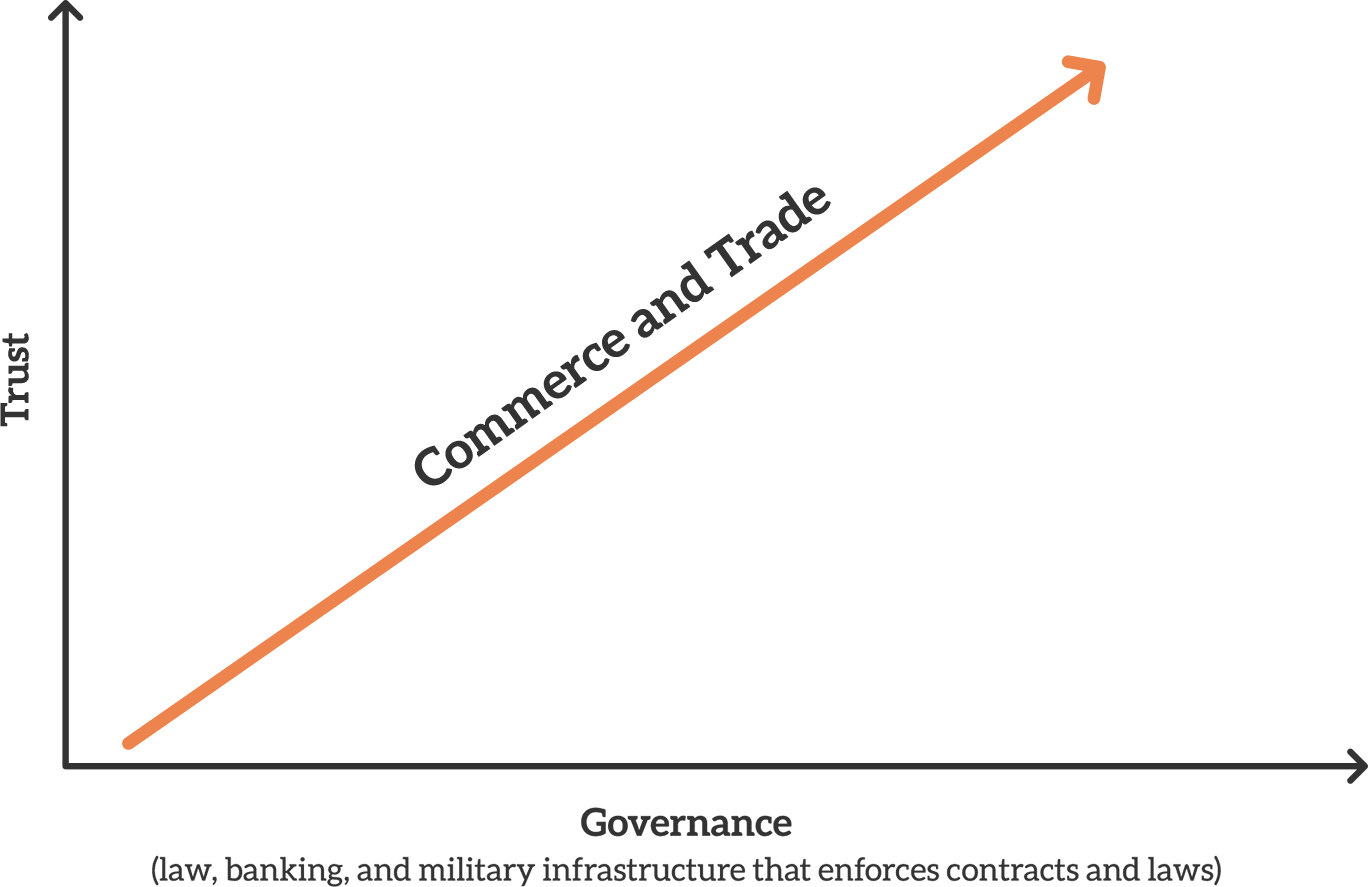 Trust
Commerce and Trade
Governance
(law, banking, and military infrastructure that enforces contracts and laws)